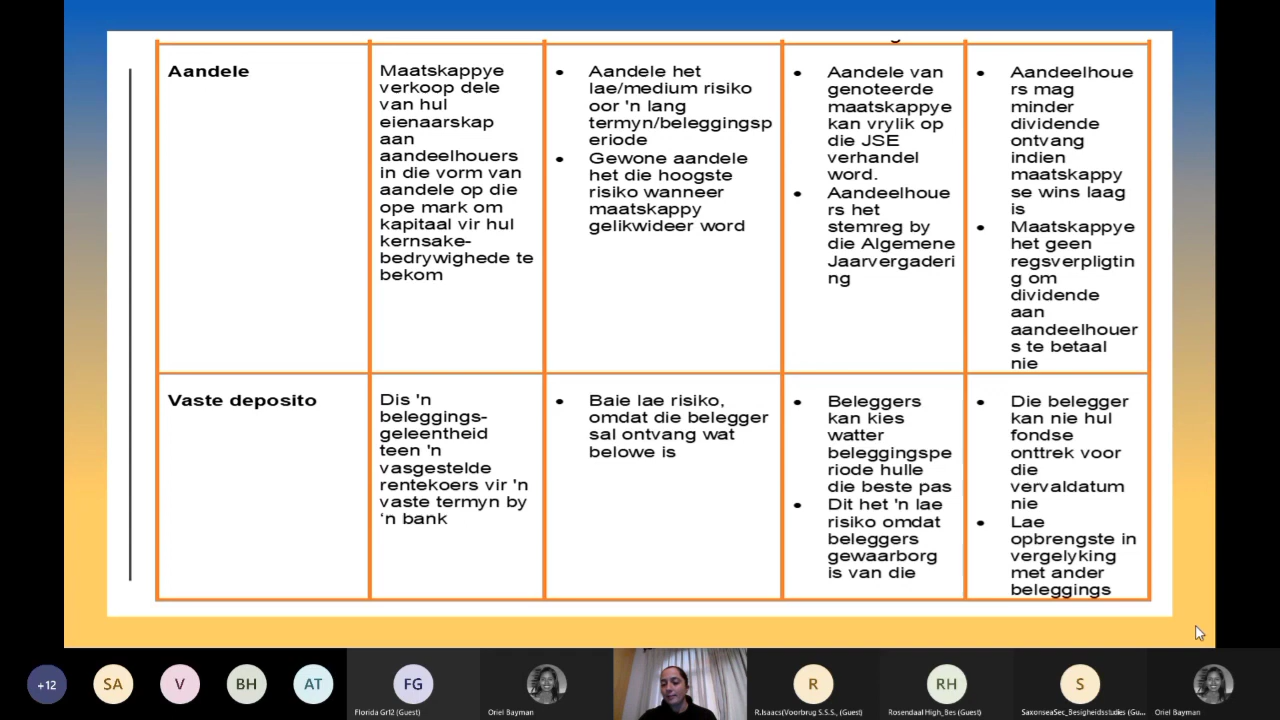 Aandele
Maatskappye
verkoop dele
van hul
eienaarskap
aan
aandeelhouers
in die vorm van
aandele op die
ope mark om
kapitaal vir hul
kernsake-
bedrywighede te
bekom
• Aandele het
lae/medium risiko
oor 'n lang
termyn/beleggingsp
eriode
• Gewone aandele
het die hoogste
risiko wanneer
maatskappy
gelikwideer word
• Aandele van
genoteerde
maatskappye
kan vrylik op
die JSE
verhandel
word.
• Aandeelhoue
rs het
stemreg by
die Algemene
Jaarvergaderi
ng
• Aandeelhoue
rs mag
minder
dividende
ontvang
indien
maatskappy
se wins laag
is
• Maatskappye
het geen
regsverpligtin
g om
dividende
aan
aandeelhouer
s te betaal
nie
Vaste deposito
Dis 'n
beleggings-
geleentheid
teen 'n
vasgestelde
rentekoers vir 'n
vaste termyn by
‘n bank
• Baie lae risiko,
omdat die belegger
sal ontvang wat
belowe is
• Beleggers
kan kies
watter
beleggingspe
riode hulle
die beste pas
• Dit het 'n lae
risiko omdat
beleggers
gewaarborg
is van die
• Die belegger
kan nie hul
fondse
onttrek voor
die
vervaldatum
nie
• Lae
opbrengste in
vergelyking
met ander
beleggings
+12
SA
V
BH
AT
FG
Florida Gr12 (Guest)
Oriel Bayman
R
R.Isaacs(Voorbrug S.S.S., (Guest)
RH
Rosendaal High_Bes (Guest)
S
SaxonseaSec_Besigheidsstudies (Gu...
Oriel Bayman